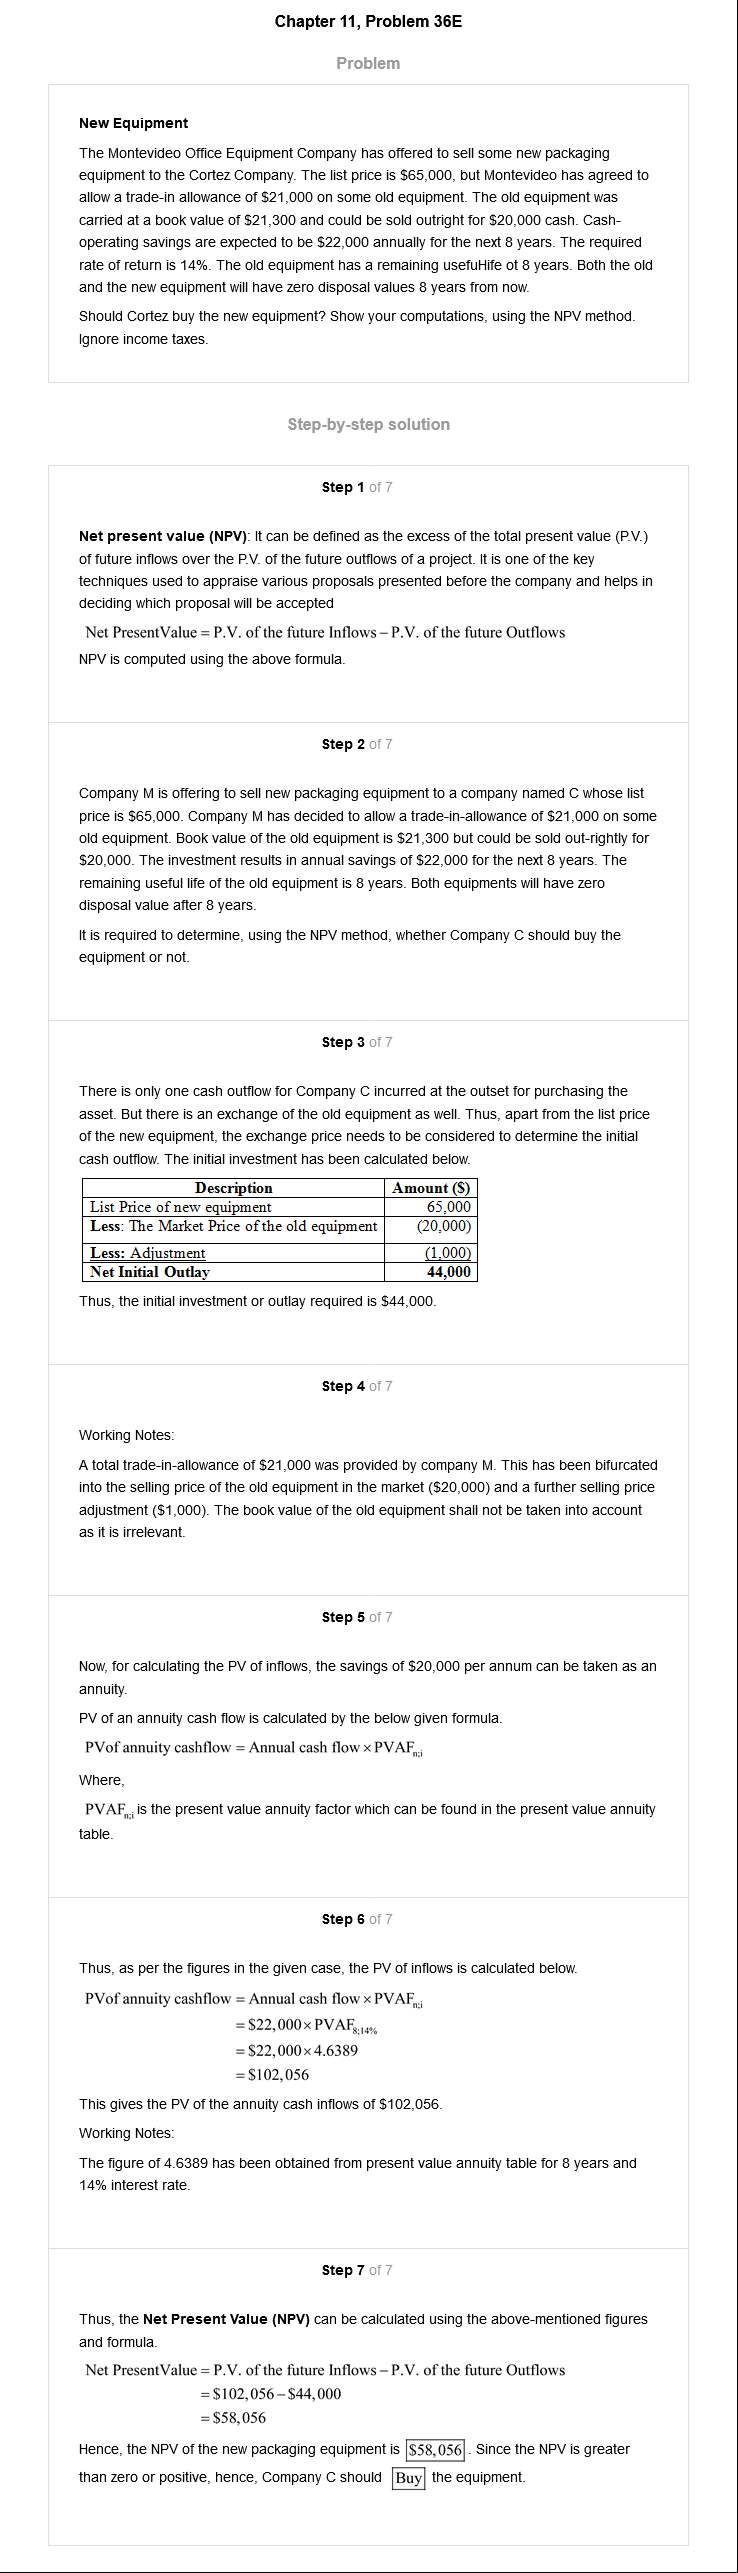 Chapter 11, Problem 36E
Problem
New Equipment
The Montevideo Office Equipment Company has offered to sell some new packaging
equipment to the Cortez Company. The list price is $65,000, but Montevideo has agreed to
allow a trade-in allowance of $21,000 on some old equipment. The old equipment was
carried at a book value of $21,300 and could be sold outright for $20,000 cash. Cash-
operating savings are expected to be $22,000 annually for the next 8 years. The required
rate of return is 14%. The old equipment has a remaining usefuHife ot 8 years. Both the old
and the new equipment will have zero disposal values 8 years from now.
Should Cortez buy the new equipment? Show your computations, using the NPV method.
Ignore income taxes.
Step-by-step solution
Step 1 of 7
Net present value (NPV): It can be defined as the excess of the total present value (P.V.)
of future inflows over the P.V. of the future outflows of a project. It is one of the key
techniques used to appraise various proposals presented before the company and helps in
deciding which proposal will be accepted
Net PresentValue = P.V. of the future Inflows – P.V. of the future Outflows
NPV is computed using the above formula.
Step 2 of 7
Company M is offering to sell new packaging equipment to a company named C whose list
price is $65,000. Company M has decided to allow a trade-in-allowance of $21,000 on some
old equipment. Book value of the old equipment is $21,300 but could be sold out-rightly for
$20,000. The investment results in annual savings of $22,000 for the next 8 years. The
remaining useful life of the old equipment is 8 years. Both equipments will have zero
disposal value after 8 years.
It is required to determine, using the NPV method, whether Company C should buy the
equipment or not.
Step 3 of 7
There is only one cash outflow for Company C incurred at the outset for purchasing the
asset. But there is an exchange of the old equipment as well. Thus, apart from the list price
of the new equipment, the exchange price needs to be considered to determine the initial
cash outflow. The initial investment has been calculated below.
Description Amount ($)
List Price of new equipment 65,000
Less: The Market Price of the old equipment (20,000)
Less: Adjustment (1,000)
Net Initial Outlay 44,000
Thus, the initial investment or outlay required is $44,000.
Step 4 of 7
Working Notes:
A total trade-in-allowance of $21,000 was provided by company M. This has been bifurcated
into the selling price of the old equipment in the market ($20,000) and a further selling price
adjustment ($1,000). The book value of the old equipment shall not be taken into account
as it is irrelevant.
Step 5 of 7
Now, for calculating the PV of inflows, the savings of $20,000 per annum can be taken as an
annuity.
PV of an annuity cash flow is calculated by the below given formula.
PVof annuity cashflow = Annual cash flow × PVAFn;i
Where,
PVAFn;i is the present value annuity factor which can be found in the present value annuity
table.
Step 6 of 7
Thus, as per the figures in the given case, the PV of inflows is calculated below.
PVof annuity cashflow = Annual cash flow × PVAFn;i
= $22,000 × PVAF8;14%
= $22,000 × 4.6389
= $102,056
This gives the PV of the annuity cash inflows of $102,056.
Working Notes:
The figure of 4.6389 has been obtained from present value annuity table for 8 years and
14% interest rate.
Step 7 of 7
Thus, the Net Present Value (NPV) can be calculated using the above-mentioned figures
and formula.
Net PresentValue = P.V. of the future Inflows – P.V. of the future Outflows
= $102,056 – $44,000
= $58,056
Hence, the NPV of the new packaging equipment is $58,056. Since the NPV is greater
than zero or positive, hence, Company C should Buy the equipment.